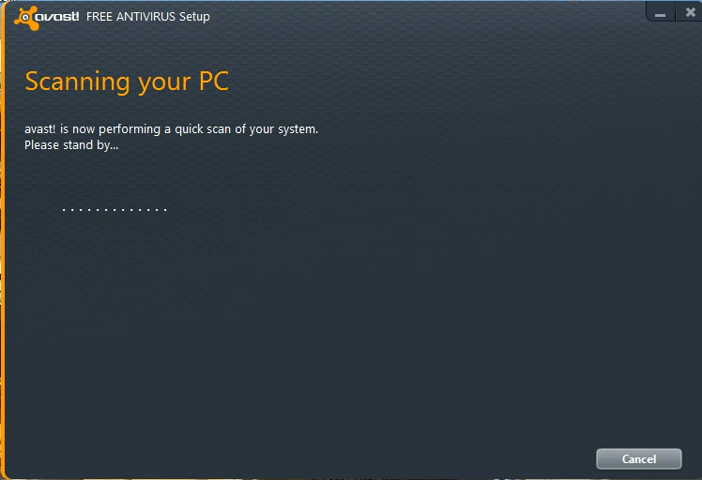 avast! FREE ANTIVIRUS Setup
Scanning your PC
avast! is now performing a quick scan of your system.
Please stand by...
. . . . . . . . . . . . .
Cancel